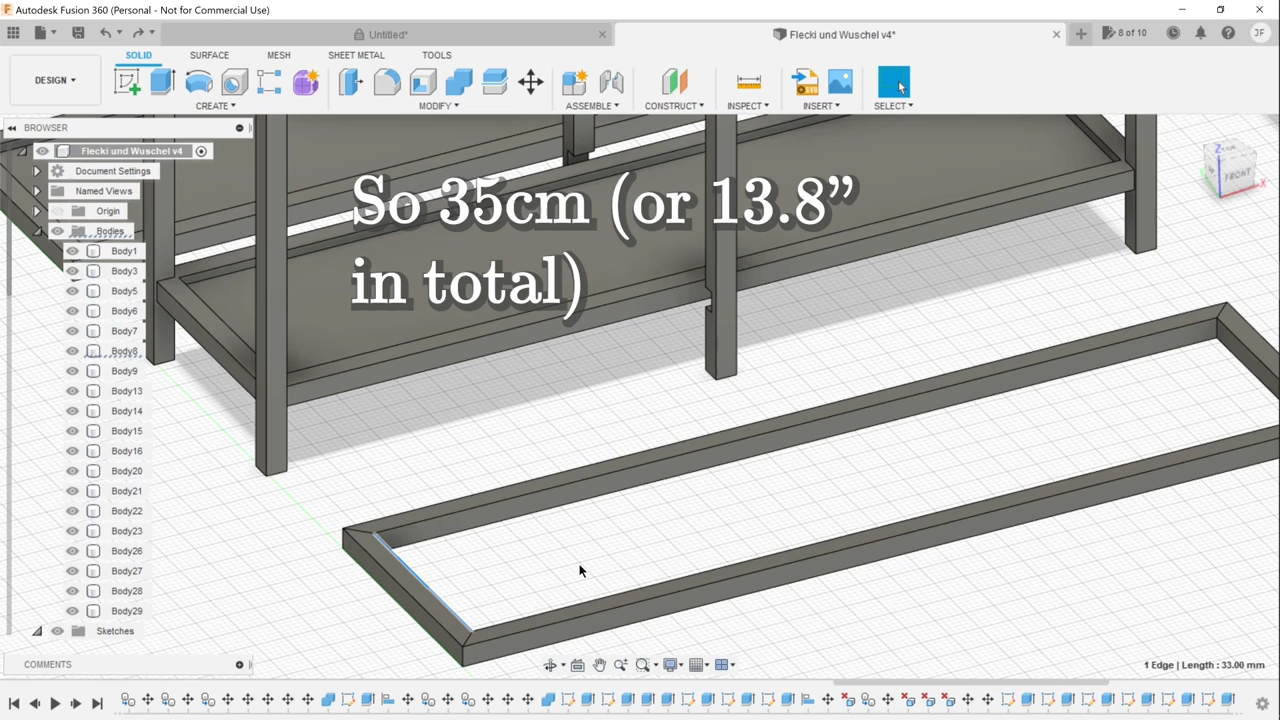 Autodesk Fusion 360 (Personal - Not for Commercial Use)
Untitled*
Flecki und Wuschel v4*
8 of 10
JF
SOLID
SURFACE
MESH
SHEET METAL
TOOLS
DESIGN
CREATE
MODIFY
ASSEMBLE
CONSTRUCT
INSPECT
INSERT
SELECT
BROWSER
Flecki und Wuschel v4
Document Settings
Named Views
Origin
Bodies
Body1
Body3
Body5
Body6
Body7
Body8
Body9
Body13
Body14
Body15
Body16
Body20
Body21
Body22
Body23
Body26
Body27
Body28
Body29
Sketches
So 35cm (or 13.8”
in total)
Z
FRONT
X
COMMENTS
1 Edge | Length : 33.00 mm